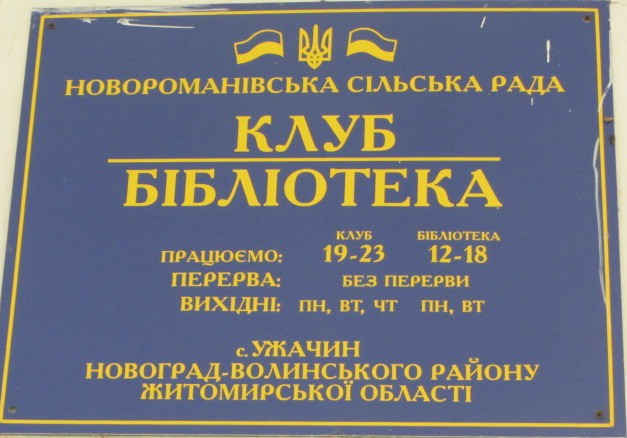 НОВОРОМАНІВСЬКА СІЛЬСЬКА РАДА
КЛУБ
БІБЛІОТЕКА
КЛУБ БІБЛІОТЕКА
ПРАЦЮЄМО: 19-23 12-18
ПЕРЕРВА: БЕЗ ПЕРЕРВИ
ВИХІДНІ: ПН, ВТ, ЧТ ПН, ВТ
с. УЖАЧИН
НОВОГРАД-ВОЛИНСЬКОГО РАЙОНУ
ЖИТОМИРСЬКОЇ ОБЛАСТІ